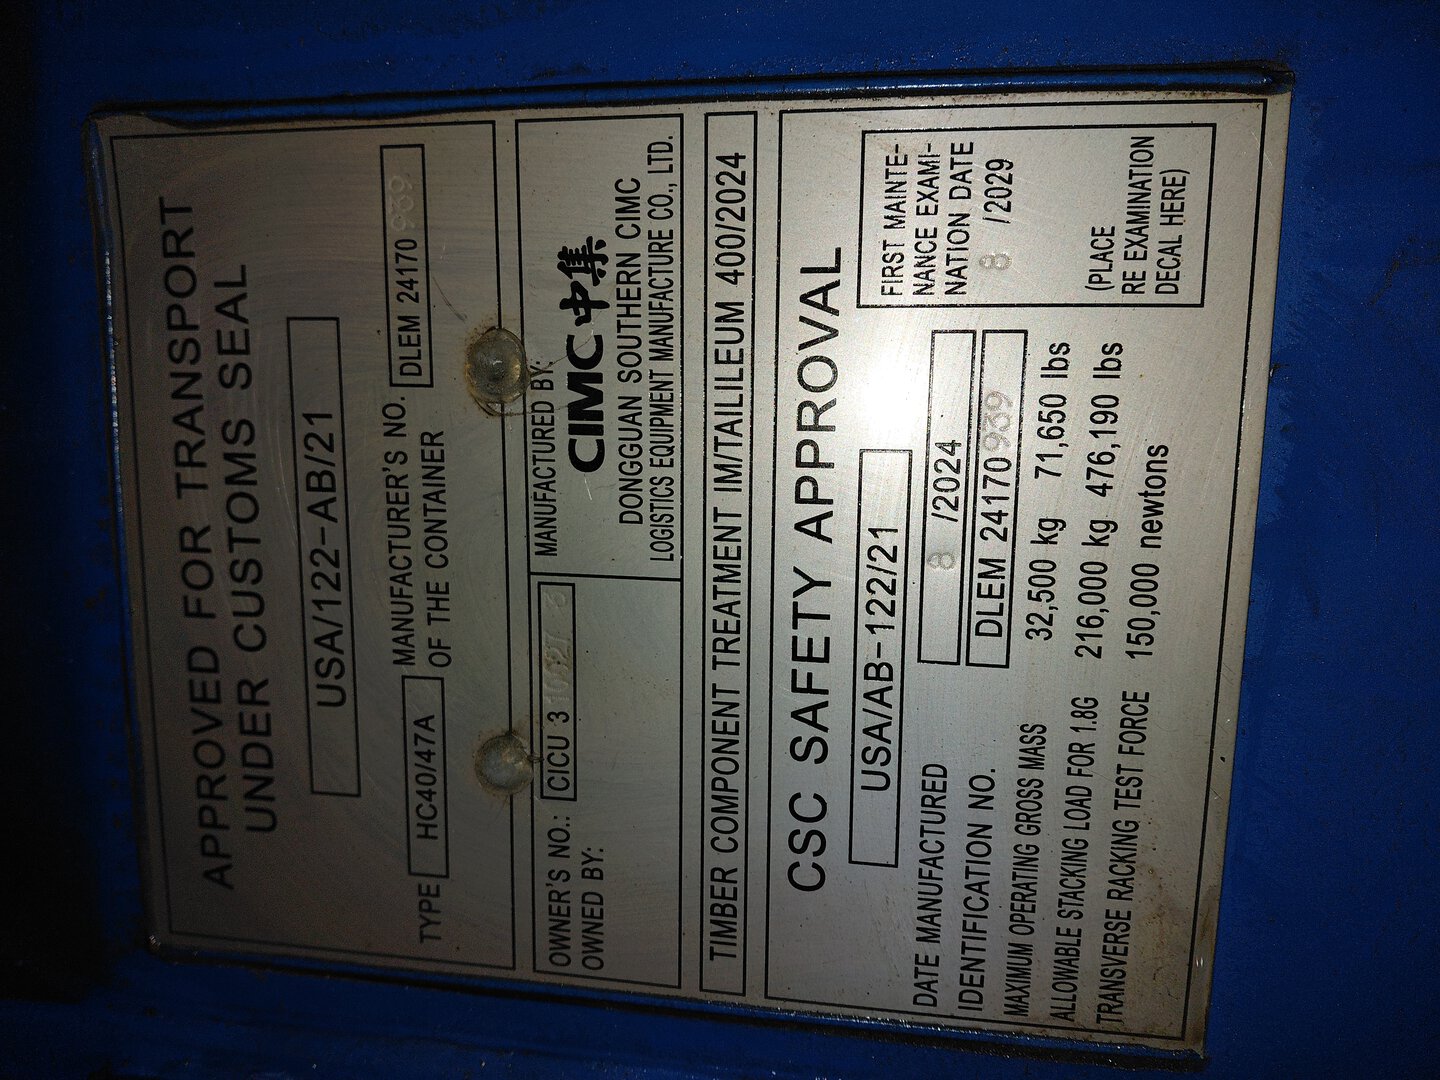 APPROVED FOR TRANSPORT
UNDER CUSTOMS SEAL
USA/122-AB/21
TYPE HC40/47A MANUFACTURER'S NO. OF THE CONTAINER DLEM 24170 939
OWNER'S NO.: CICU 3
OWNED BY:
MANUFACTURED BY:
CIMC 中集
DONGGUAN SOUTHERN CIMC
LOGISTICS EQUIPMENT MANUFACTURE CO., LTD.
TIMBER COMPONENT TREATMENT IM/TAILILEUM 400/2024
CSC SAFETY APPROVAL
USA/AB-122/21
DATE MANUFACTURED 8 /2024
IDENTIFICATION NO. DLEM 24170 939
MAXIMUM OPERATING GROSS MASS 32,500 kg 71,650 lbs
ALLOWABLE STACKING LOAD FOR 1.8G 216,000 kg 476,190 lbs
TRANSVERSE RACKING TEST FORCE 150,000 newtons
FIRST MAINTE-
NANCE EXAMI-
NATION DATE
8 /2029
(PLACE
RE EXAMINATION
DECAL HERE)